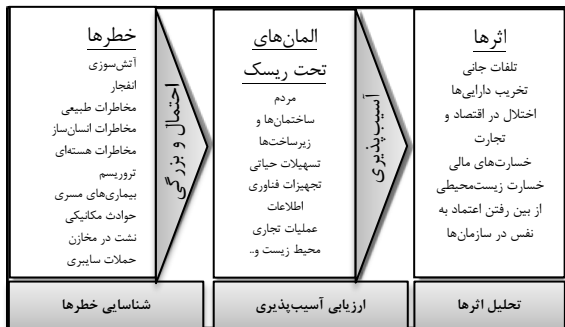 خطرها
آتش‌سوزی
انفجار
مخاطرات طبیعی
مخاطرات انسان‌ساز
مخاطرات هسته‌ای
تروریسم
بیماری‌های مسری
حوادث مکانیکی
نشت در مخازن
حملات سایبری
احتمال و بزرگی
المان‌های
تحت ریسک
مردم
ساختمان‌ها و
زیرساخت‌ها
تسهیلات حیاتی
تجهیزات فناوری
اطلاعات
عملیات تجاری
محیط زیست و..
آسیب‌پذیری
اثرها
تلفات جانی
تخریب دارایی‌ها
اختلال در اقتصاد و
تجارت
خسارت‌های مالی
خسارت زیست‌محیطی
از بین رفتن اعتماد به
نفس در سازمان‌ها
شناسایی خطرها
ارزیابی آسیب‌پذیری
تحلیل اثرها